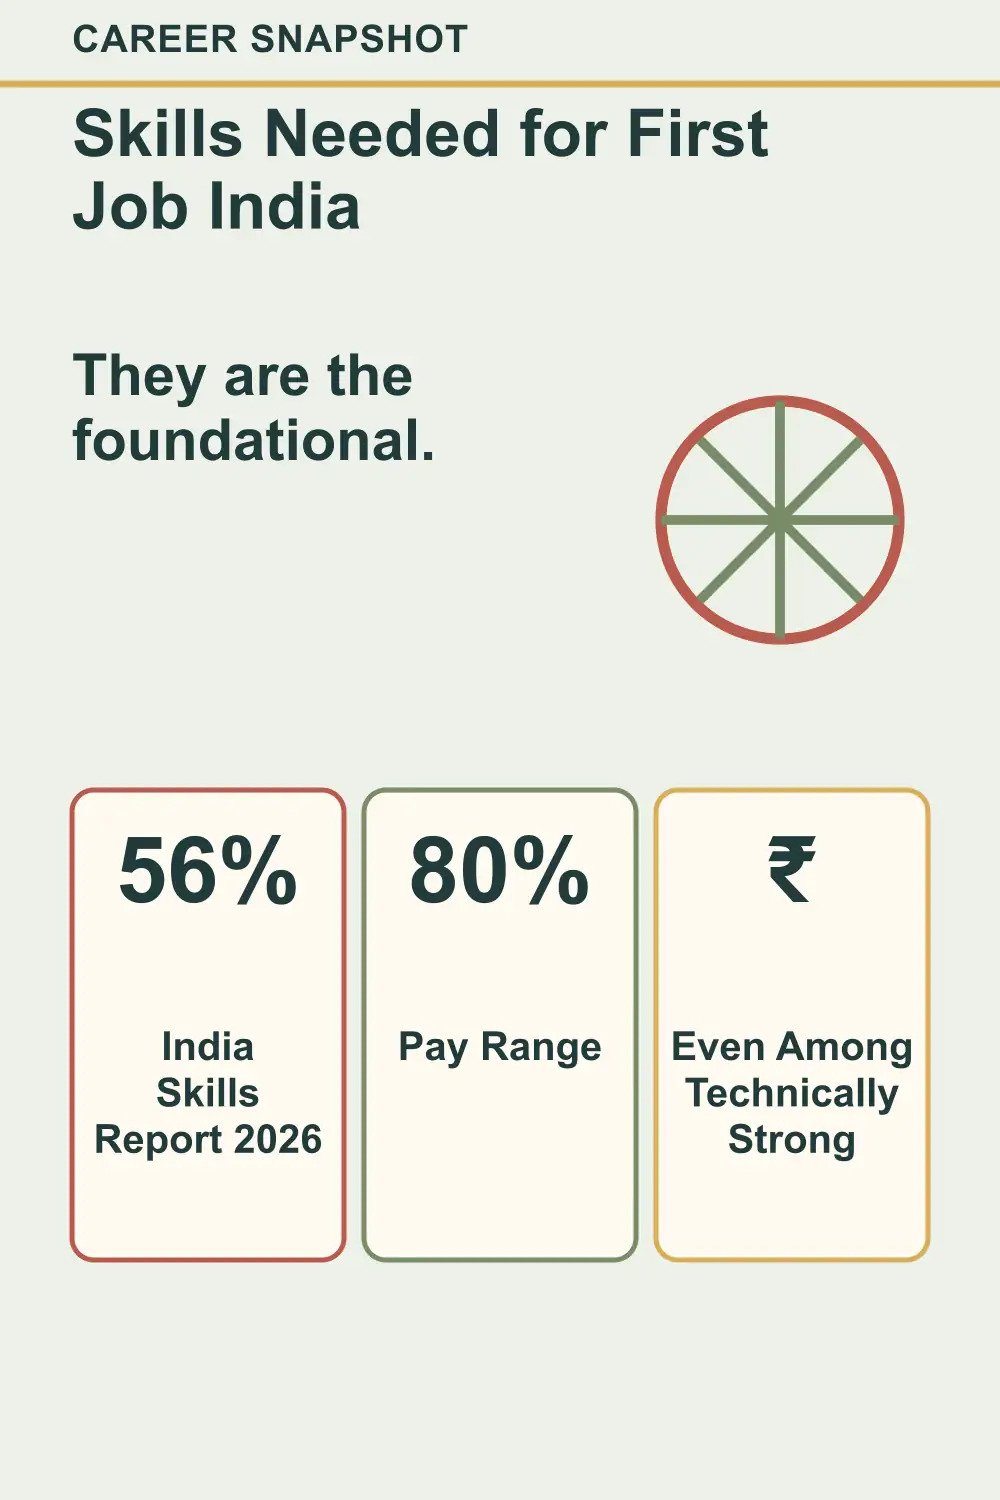 CAREER SNAPSHOT
Skills Needed for First
Job India
They are the
foundational.
56%
India
Skills
Report 2026
80%
Pay Range
₹
Even Among
Technically
Strong